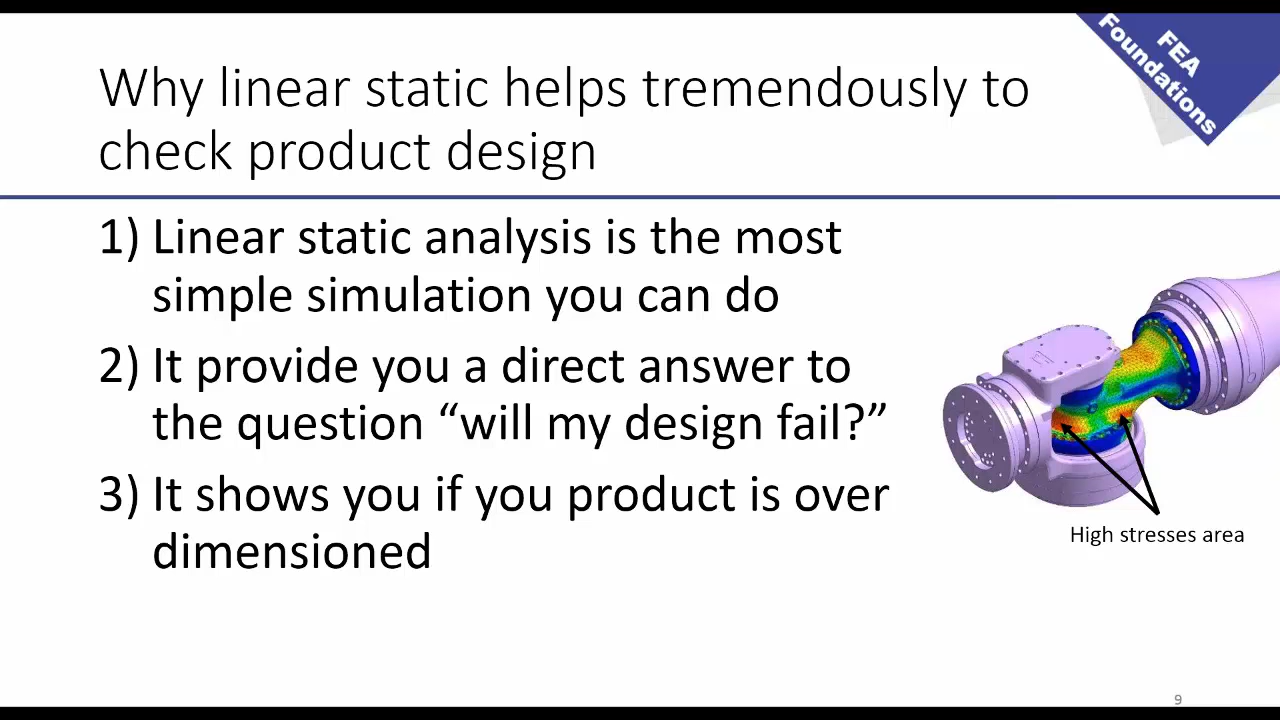 FEA
Foundations
Why linear static helps tremendously to
check product design
1) Linear static analysis is the most
simple simulation you can do
2) It provide you a direct answer to
the question “will my design fail?”
3) It shows you if you product is over
dimensioned
High stresses area
9